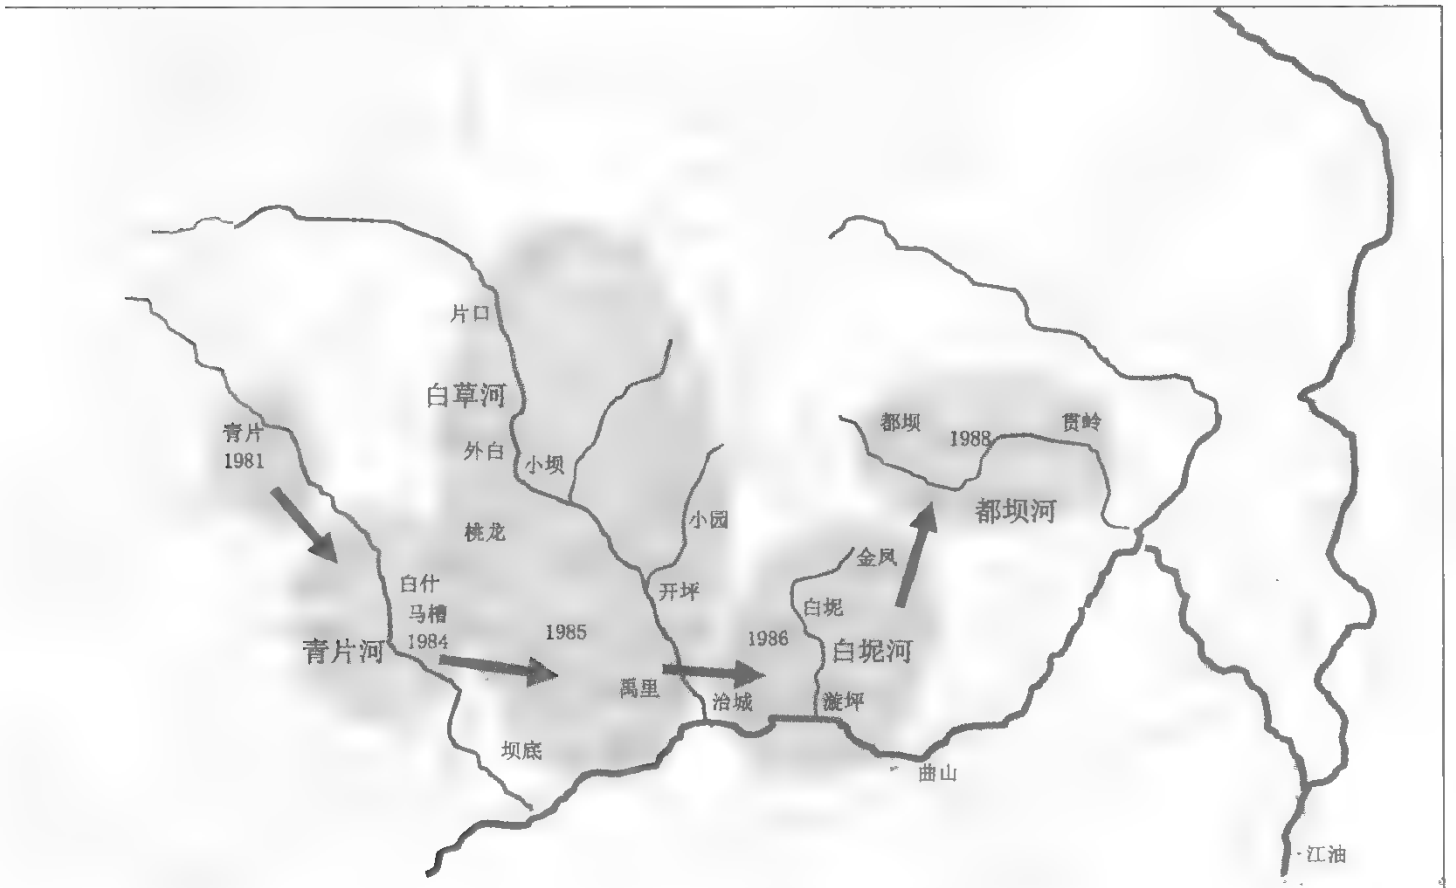 片口
白草河
青片
1981
都坝
1988
贯岭
外白
小坝
都坝河
小园
桃龙
金凤
白什
开坪
白坭
马槽
1984
1985
1986
青片河
白坭河
禹里
治城
漩坪
坝底
曲山
江油